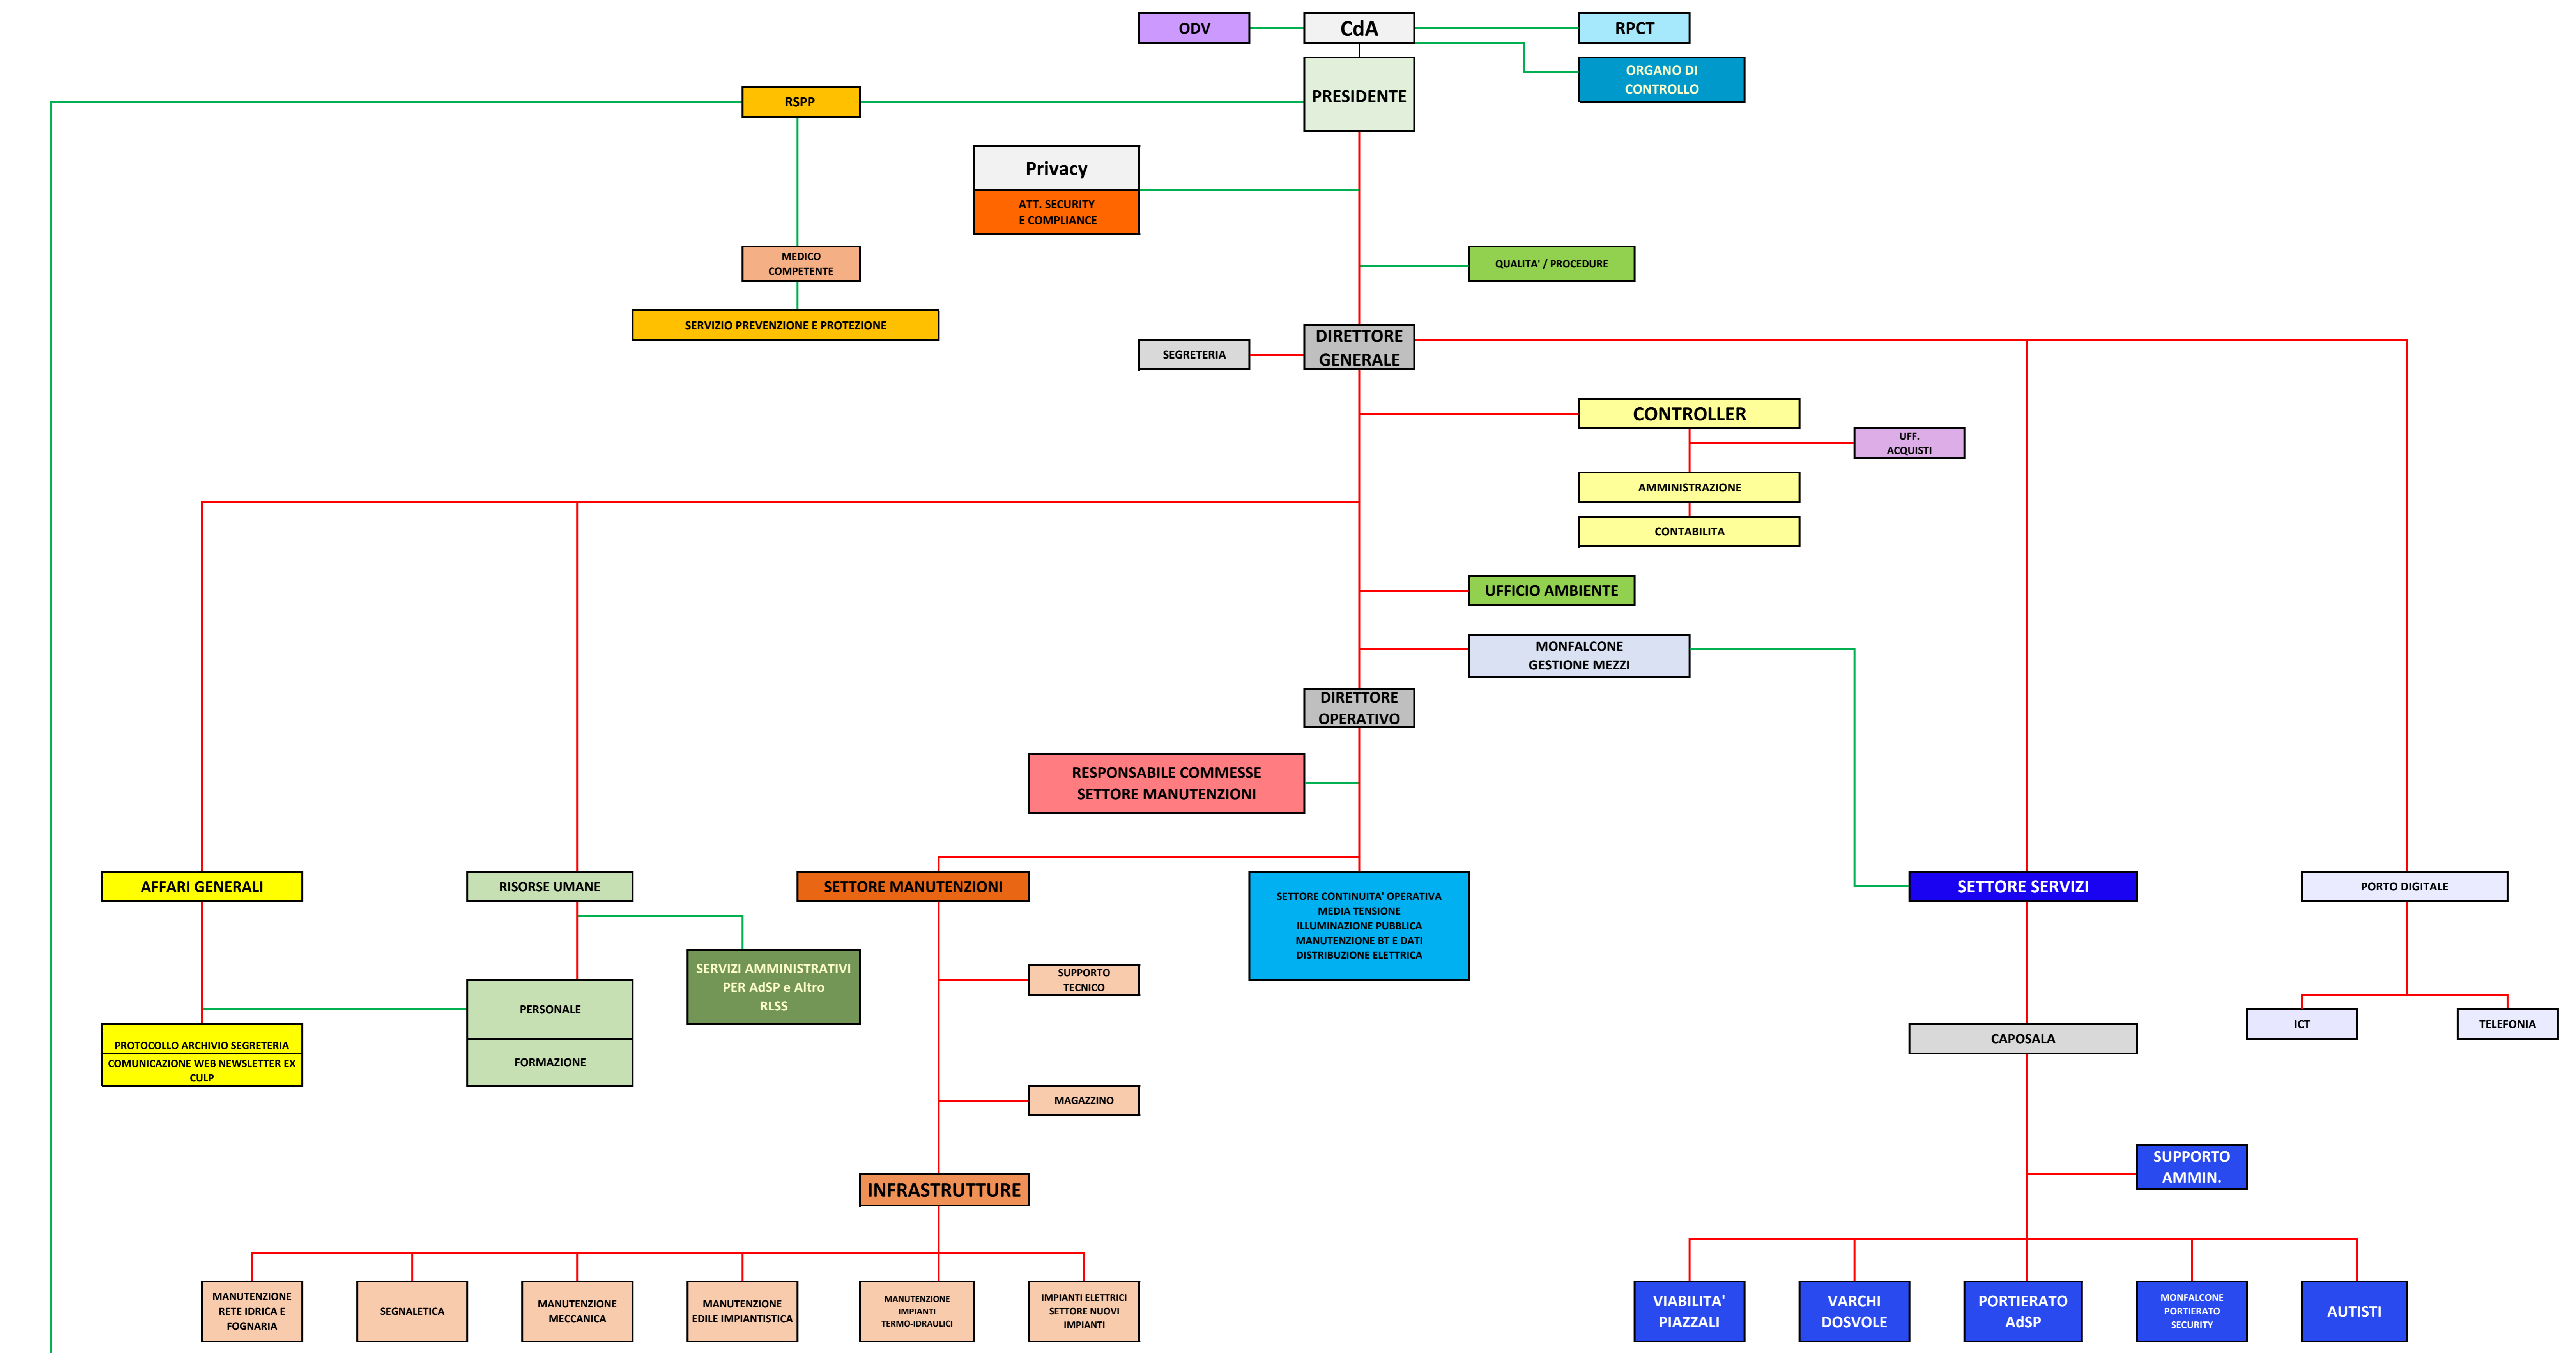 ODV
CdA
RPCT
ORGANO DI
CONTROLLO
PRESIDENTE
RSPP
Privacy
ATT. SECURITY
E COMPLIANCE
MEDICO
COMPETENTE
QUALITA' / PROCEDURE
SERVIZIO PREVENZIONE E PROTEZIONE
DIRETTORE
GENERALE
SEGRETERIA
CONTROLLER
UFF.
ACQUISTI
AMMINISTRAZIONE
CONTABILITA
UFFICIO AMBIENTE
MONFALCONE
GESTIONE MEZZI
DIRETTORE
OPERATIVO
RESPONSABILE COMMESSE
SETTORE MANUTENZIONI
AFFARI GENERALI
RISORSE UMANE
SETTORE MANUTENZIONI
SETTORE CONTINUITA' OPERATIVA
MEDIA TENSIONE
ILLUMINAZIONE PUBBLICA
MANUTENZIONE BT E DATI
DISTRIBUZIONE ELETTRICA
SETTORE SERVIZI
PORTO DIGITALE
SERVIZI AMMINISTRATIVI
PER AdSP e Altro
RLSS
SUPPORTO
TECNICO
PERSONALE
FORMAZIONE
PROTOCOLLO ARCHIVIO SEGRETERIA
COMUNICAZIONE WEB NEWSLETTER EX
CULP
CAPOSALA
ICT
TELEFONIA
MAGAZZINO
SUPPORTO
AMMIN.
INFRASTRUTTURE
MANUTENZIONE
RETE IDRICA E
FOGNARIA
SEGNALETICA
MANUTENZIONE
MECCANICA
MANUTENZIONE
EDILE IMPIANTISTICA
MANUTENZIONE
IMPIANTI
TERMO-IDRAULICI
IMPIANTI ELETTRICI
SETTORE NUOVI
IMPIANTI
VIABILITA'
PIAZZALI
VARCHI
DOSVOLE
PORTIERATO
AdSP
MONFALCONE
PORTIERATO
SECURITY
AUTISTI